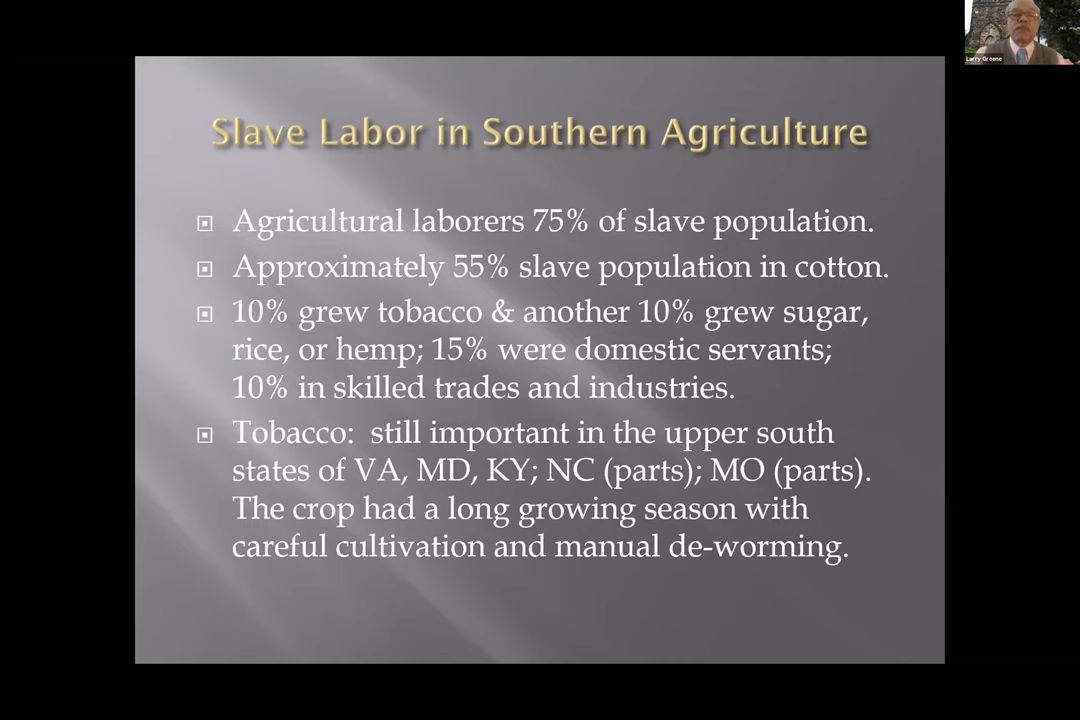 Larry Greene
Slave Labor in Southern Agriculture
Agricultural laborers 75% of slave population.
Approximately 55% slave population in cotton.
10% grew tobacco & another 10% grew sugar,
rice, or hemp; 15% were domestic servants;
10% in skilled trades and industries.
Tobacco:  still important in the upper south
states of VA, MD, KY; NC (parts); MO (parts).
The crop had a long growing season with
careful cultivation and manual de-worming.